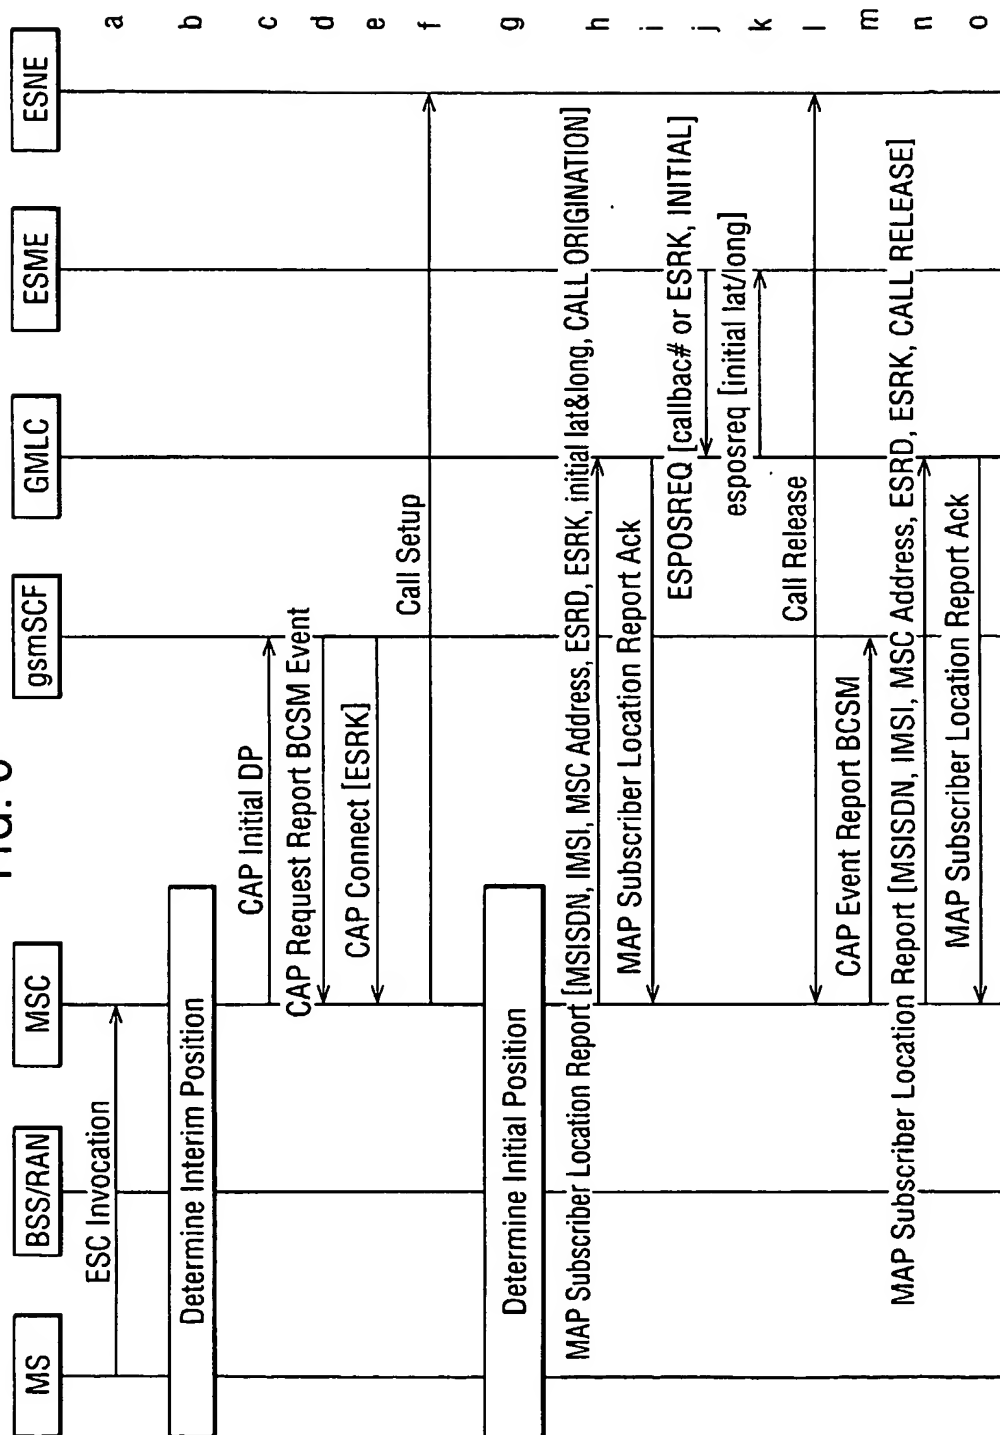 FIG. 6
MS
BSS/RAN
MSC
gsmSCF
GMLC
ESME
ESNE
ESC Invocation
a
Determine Interim Position
b
CAP Initial DP
c
CAP Request Report BCSM Event
d
CAP Connect [ESRK]
e
Call Setup
f
Determine Initial Position
g
MAP Subscriber Location Report [MSISDN, IMSI, MSC Address, ESRD, ESRK, initial lat&long, CALL ORIGINATION]
h
MAP Subscriber Location Report Ack
i
ESPOSREQ [callbac# or ESRK, INITIAL]
j
esposreq [initial lat/long]
k
Call Release
l
CAP Event Report BCSM
m
MAP Subscriber Location Report [MSISDN, IMSI, MSC Address, ESRD, ESRK, CALL RELEASE]
n
MAP Subscriber Location Report Ack
o